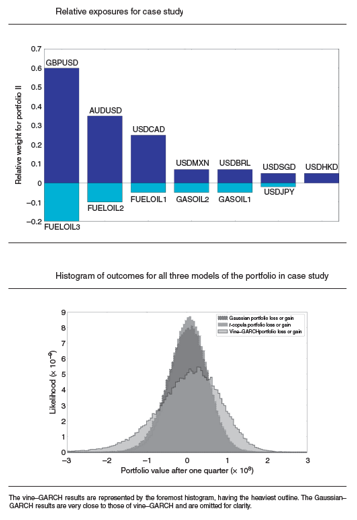 Relative exposures for case study
Relative weight for portfolio II
0.7
0.6
0.5
0.4
0.3
0.2
0.1
0
−0.1
−0.2
GBPUSD
AUDUSD
USDCAD
USDMXN
USDBRL
USDSGD
USDHKD
FUELOIL3
FUELOIL2
FUELOIL1
GASOIL2
GASOIL1
USDJPY
Histogram of outcomes for all three models of the portfolio in case study
Likelihood (× 10⁻⁹)
9
8
7
6
5
4
3
2
1
0
Gaussian portfolio loss or gain
t-copula portfolio loss or gain
Vine–GARCHportfolio loss or gain
−3
−2
−1
0
1
2
3
Portfolio value after one quarter (× 10⁸)
The vine–GARCH results are represented by the foremost histogram, having the heaviest outline. The Gaussian–
GARCH results are very close to those of vine–GARCH and are omitted for clarity.